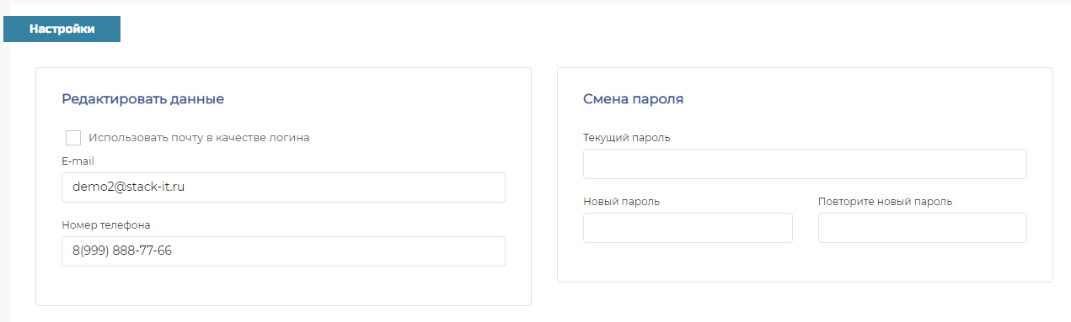 Настройки
Редактировать данные
Использовать почту в качестве логина
E-mail
demo2@stack-it.ru
Номер телефона
8(999) 888-77-66
Смена пароля
Текущий пароль
Новый пароль
Повторите новый пароль